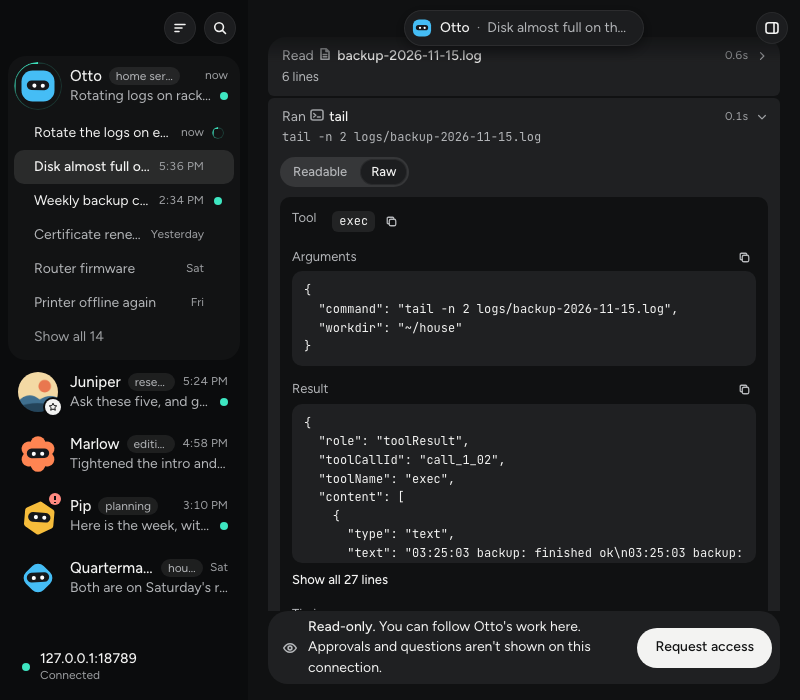 Otto home ser... now
Rotating logs on rack...
Rotate the logs on e... now
Disk almost full o... 5:36 PM
Weekly backup c... 2:34 PM
Certificate rene... Yesterday
Router firmware Sat
Printer offline again Fri
Show all 14
Juniper rese... 5:24 PM
Ask these five, and g...
Marlow editi... 4:58 PM
Tightened the intro and...
Pip planning 3:10 PM
Here is the week, wit...
Quarterma... hou... Sat
Both are on Saturday's r...
127.0.0.1:18789
Connected
Otto · Disk almost full on th...
Read backup-2026-11-15.log 0.6s
6 lines
Ran tail 0.1s
tail -n 2 logs/backup-2026-11-15.log
Readable Raw
Tool exec
Arguments
{
"command": "tail -n 2 logs/backup-2026-11-15.log",
"workdir": "~/house"
}
Result
{
"role": "toolResult",
"toolCallId": "call_1_02",
"toolName": "exec",
"content": [
{
"type": "text",
"text": "03:25:03 backup: finished ok\n03:25:03 backup:
Show all 27 lines
Read-only. You can follow Otto's work here.
Approvals and questions aren't shown on this
connection.
Request access